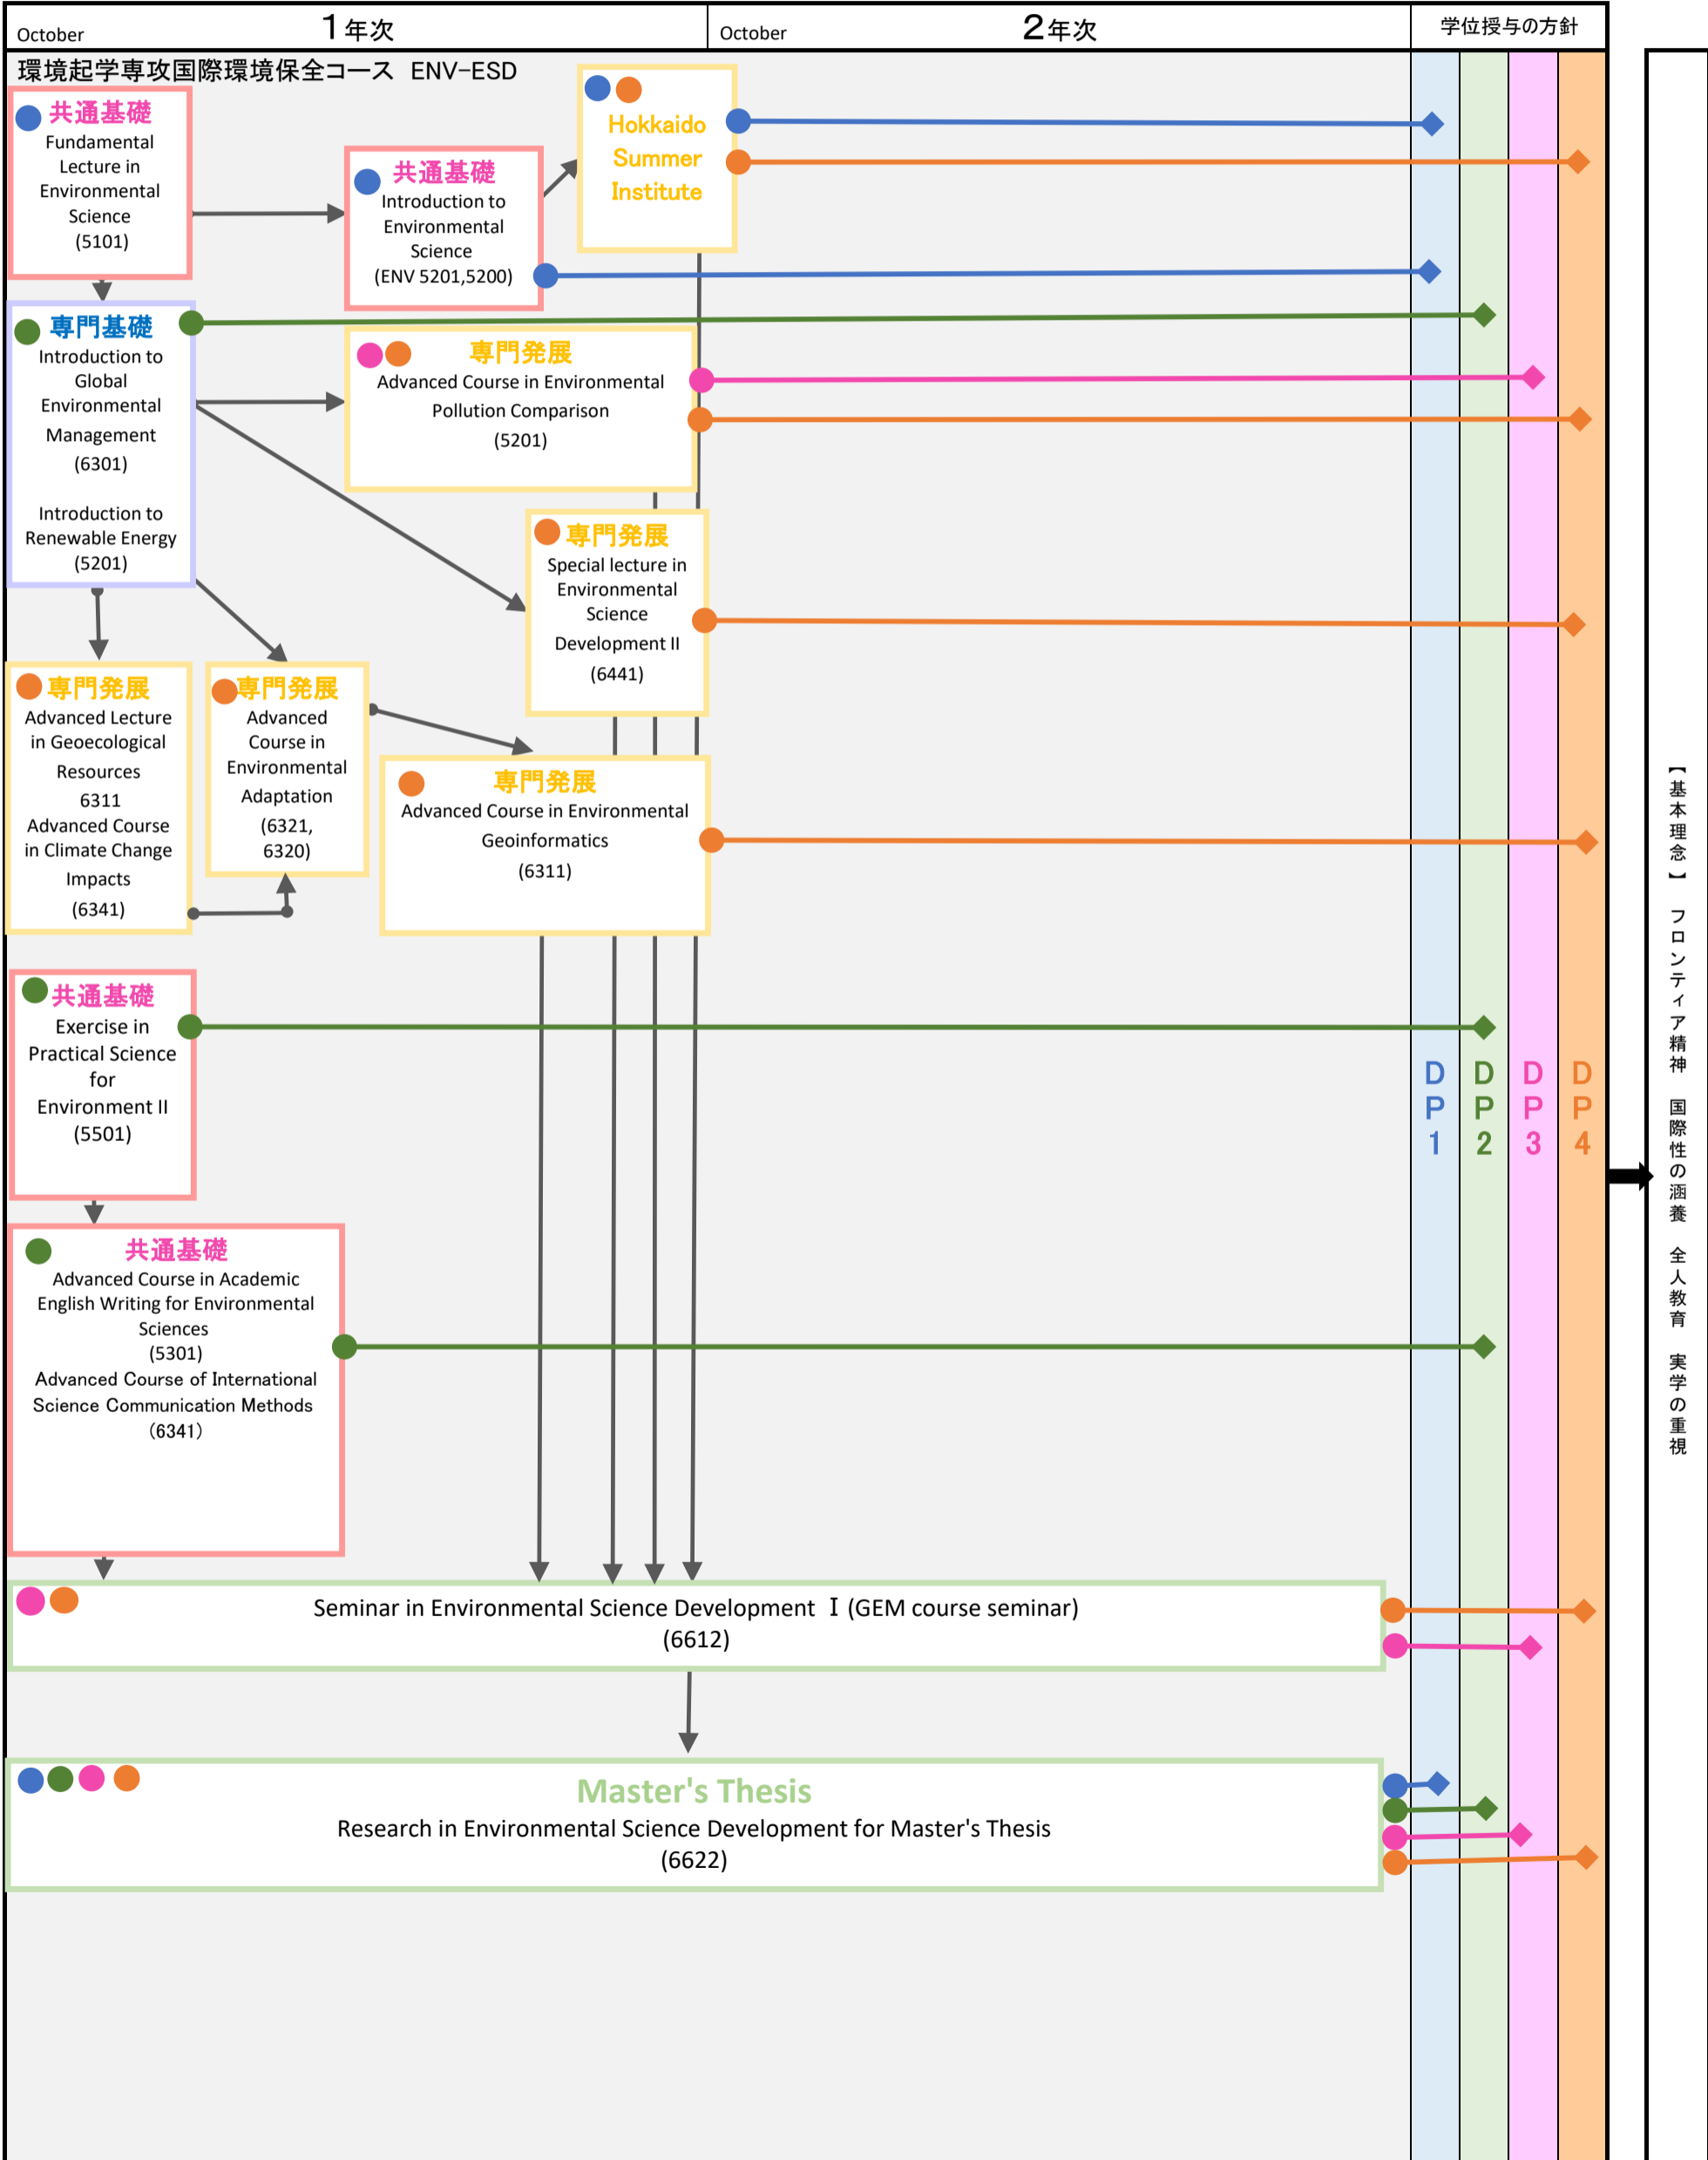 October
1年次
October
2年次
学位授与の方針
環境起学専攻国際環境保全コース ENV-ESD
共通基礎
Fundamental
Lecture in
Environmental
Science
(5101)
共通基礎
Introduction to
Environmental
Science
(ENV 5201,5200)
Hokkaido
Summer
Institute
専門基礎
Introduction to
Global
Environmental
Management
(6301)
Introduction to
Renewable Energy
(5201)
専門発展
Advanced Course in Environmental
Pollution Comparison
(5201)
専門発展
Special lecture in
Environmental
Science
Development II
(6441)
専門発展
Advanced Lecture
in Geoecological
Resources
6311
Advanced Course
in Climate Change
Impacts
(6341)
専門発展
Advanced
Course in
Environmental
Adaptation
(6321,
6320)
専門発展
Advanced Course in Environmental
Geoinformatics
(6311)
共通基礎
Exercise in
Practical Science
for
Environment II
(5501)
共通基礎
Advanced Course in Academic
English Writing for Environmental
Sciences
(5301)
Advanced Course of International
Science Communication Methods
（6341）
Seminar in Environmental Science Development Ⅰ (GEM course seminar)
(6612)
Master's Thesis
Research in Environmental Science Development for Master's Thesis
(6622)
DP1
DP2
DP3
DP4
【基本理念】 フロンティア精神 国際性の涵養 全人教育 実学の重視